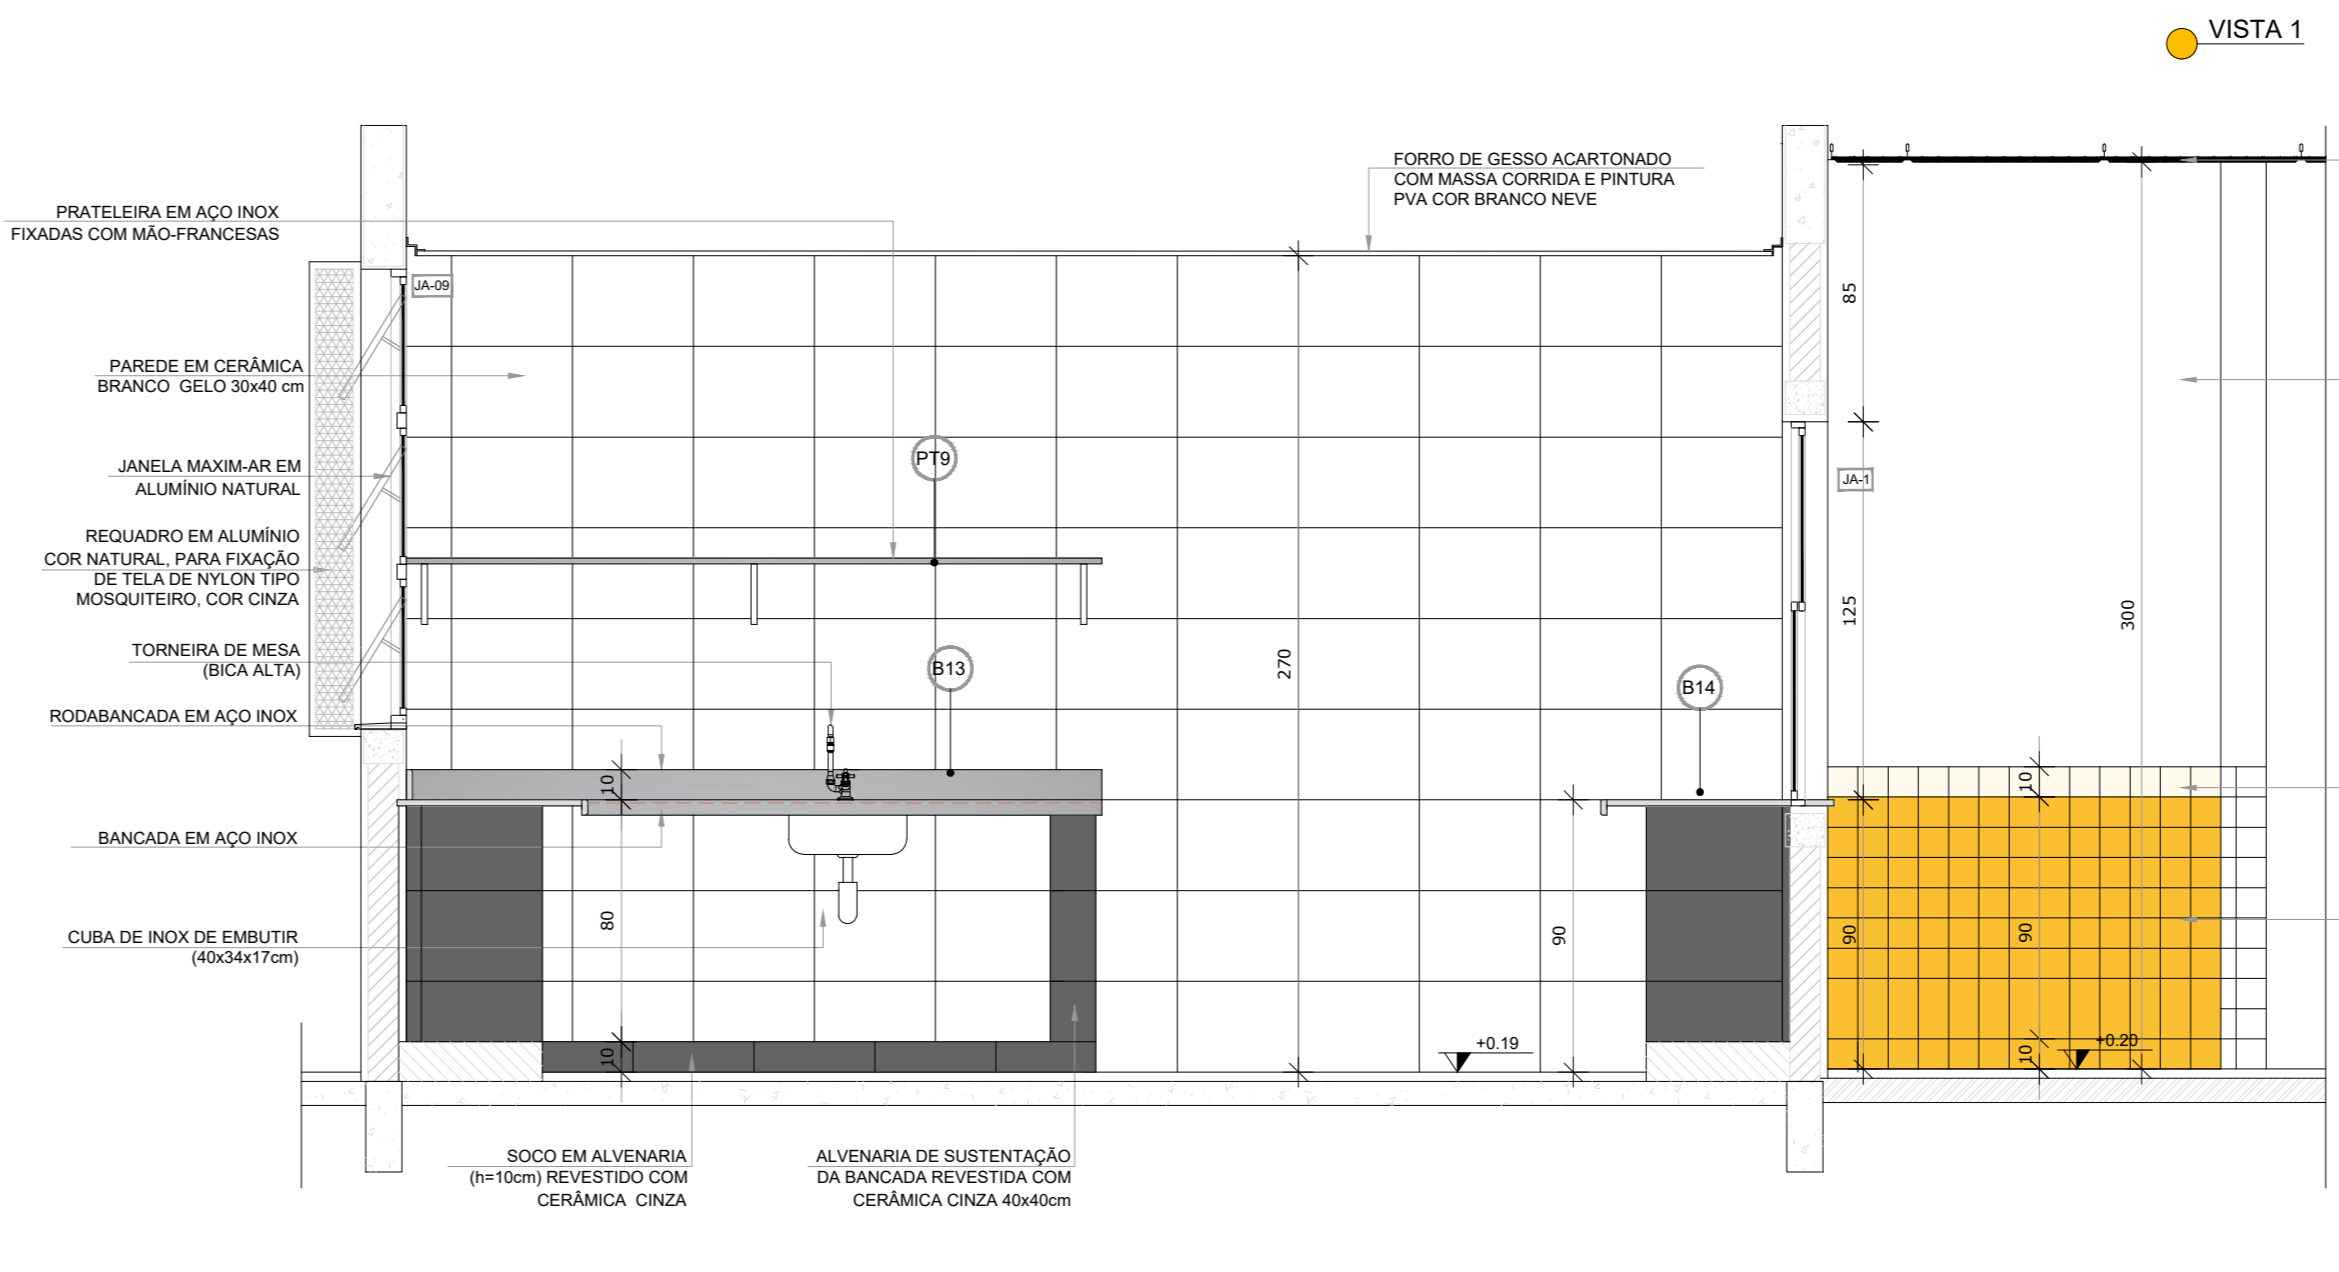 VISTA 1
FORRO DE GESSO ACARTONADO
COM MASSA CORRIDA E PINTURA
PVA COR BRANCO NEVE
PRATELEIRA EM AÇO INOX
FIXADAS COM MÃO-FRANCESAS
JA-09
PAREDE EM CERÂMICA
BRANCO GELO 30x40 cm
JANELA MAXIM-AR EM
ALUMÍNIO NATURAL
REQUADRO EM ALUMÍNIO
COR NATURAL, PARA FIXAÇÃO
DE TELA DE NYLON TIPO
MOSQUITEIRO, COR CINZA
TORNEIRA DE MESA
(BICA ALTA)
RODABANCADA EM AÇO INOX
BANCADA EM AÇO INOX
CUBA DE INOX DE EMBUTIR
(40x34x17cm)
PT9
B13
B14
JA-1
10
80
10
270
90
85
125
90
300
10
90
10
+0.19
+0.20
SOCO EM ALVENARIA
(h=10cm) REVESTIDO COM
CERÂMICA CINZA
ALVENARIA DE SUSTENTAÇÃO
DA BANCADA REVESTIDA COM
CERÂMICA CINZA 40x40cm